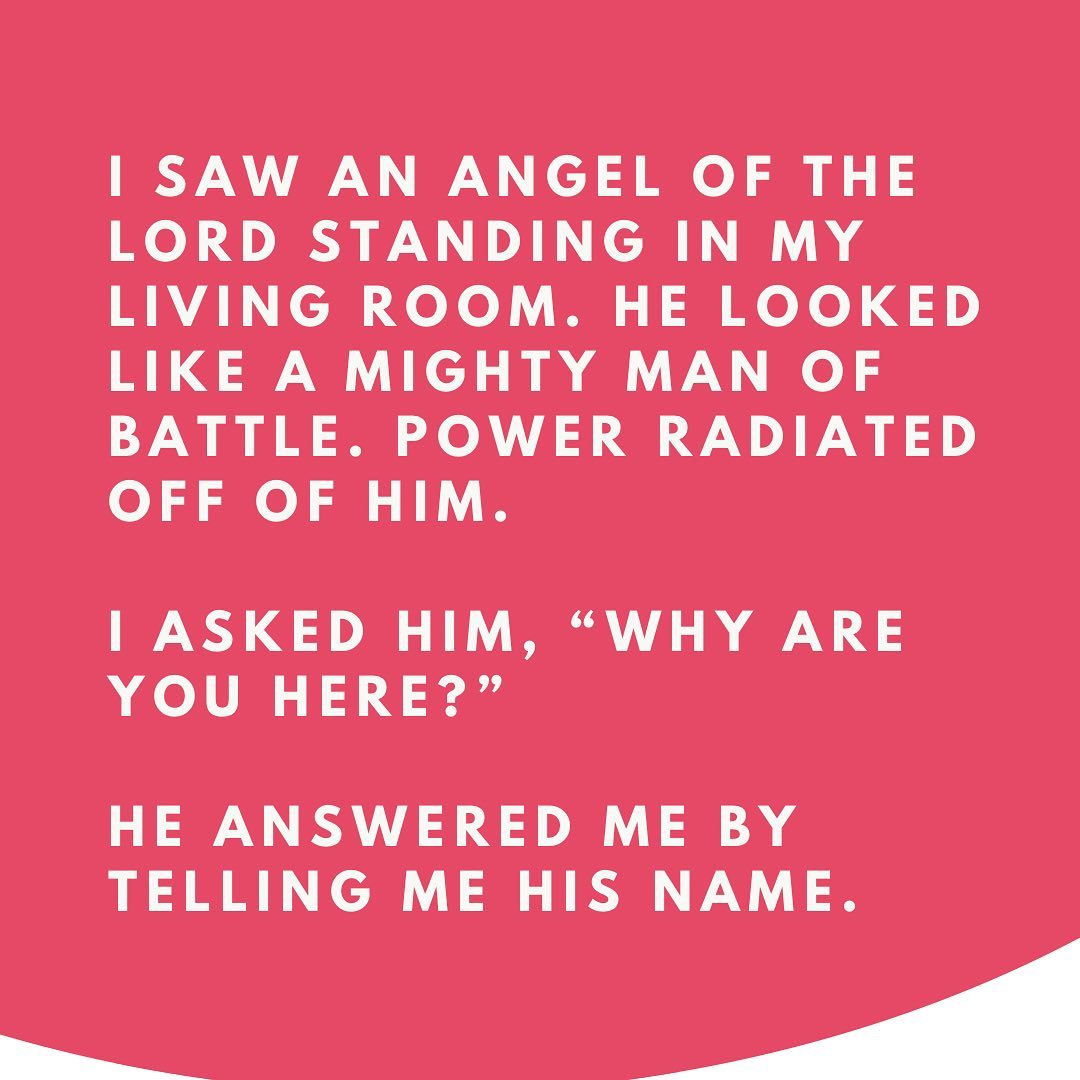 I SAW AN ANGEL OF THE
LORD STANDING IN MY
LIVING ROOM. HE LOOKED
LIKE A MIGHTY MAN OF
BATTLE. POWER RADIATED
OFF OF HIM.
I ASKED HIM, “WHY ARE
YOU HERE?”
HE ANSWERED ME BY
TELLING ME HIS NAME.